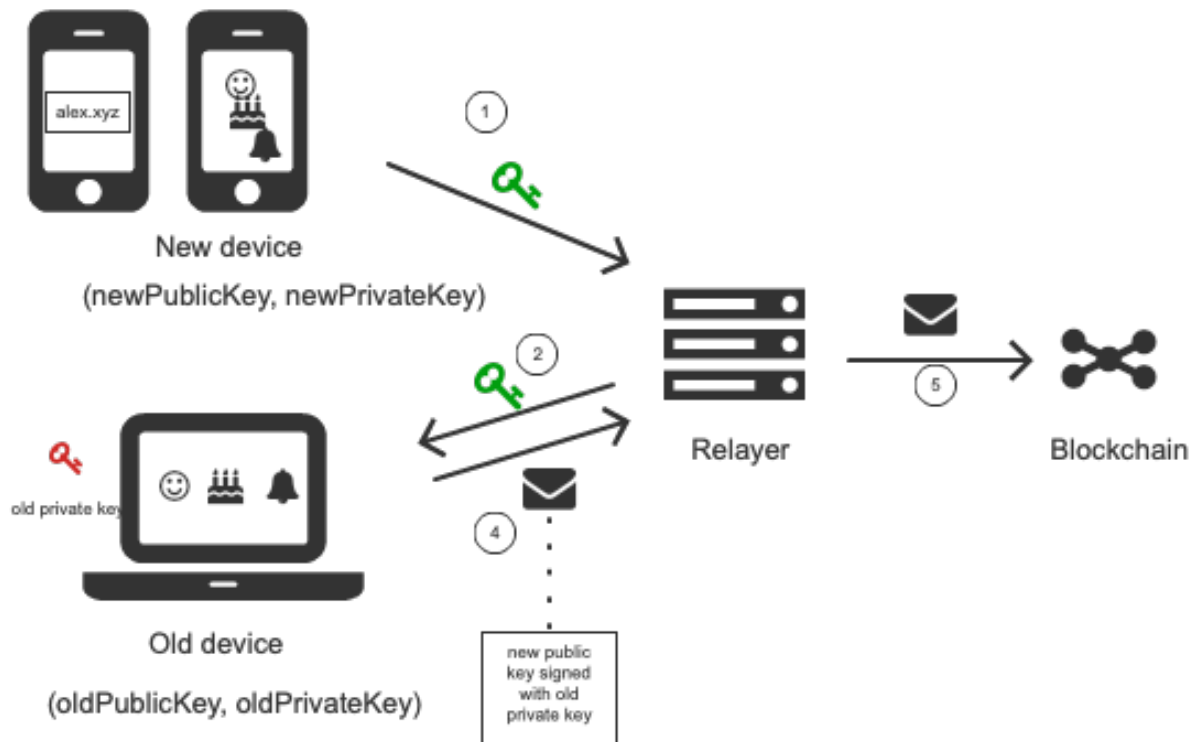 alex.xyz
1
New device
(newPublicKey, newPrivateKey)
2
5
Relayer
Blockchain
old private key
4
Old device
(oldPublicKey, oldPrivateKey)
new public
key signed
with old
private key